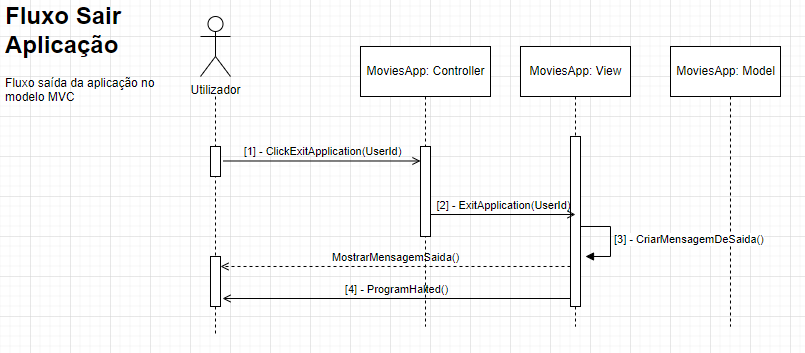 Fluxo Sair
Aplicação
Fluxo saída da aplicação no
modelo MVC
Utilizador
MoviesApp: Controller
MoviesApp: View
MoviesApp: Model
[1] - ClickExitApplication(UserId)
[2] - ExitApplication(UserId)
[3] - CriarMensagemDeSaida()
MostrarMensagemSaida()
[4] - ProgramHalted()